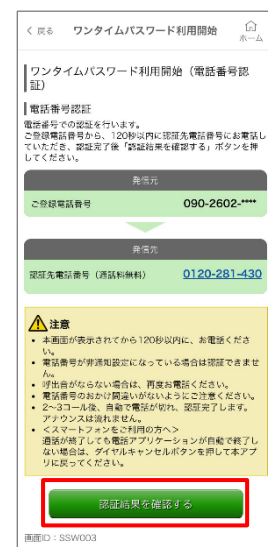 戻る ワンタイムパスワード利用開始 ホーム
ワンタイムパスワード利用開始（電話番号認
証）
電話番号認証
電話番号での認証を行います。
ご登録電話番号から、120秒以内に認証先電話番号にお電話し
ていただき、認証完了後「認証結果を確認する」ボタンを押
してください。
発信元
ご登録電話番号 090-2602-****
発信先
認証先電話番号（通話料無料） 0120-281-430
注意
• 本画面が表示されてから120秒以内に、お電話くださ
い。
• 電話番号が非通知設定になっている場合は認証できませ
ん。
• 呼出音がならない場合は、再度お電話ください。
• 電話番号のおかけ間違いがないようにご注意ください。
• 2〜3コール後、自動で電話が切れ、認証完了します。
アナウンスは流れません。
• <スマートフォンをご利用の方へ>
通話が終了しても電話アプリケーションが自動で終了し
ない場合は、ダイヤルキャンセルボタンを押して本アプ
リに戻ってください。
認証結果を確認する
画面ID：SSW003